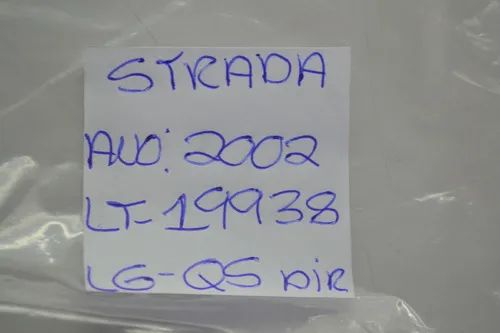 STRADA
ANO: 2002
LT-19938
LG-QS DIR